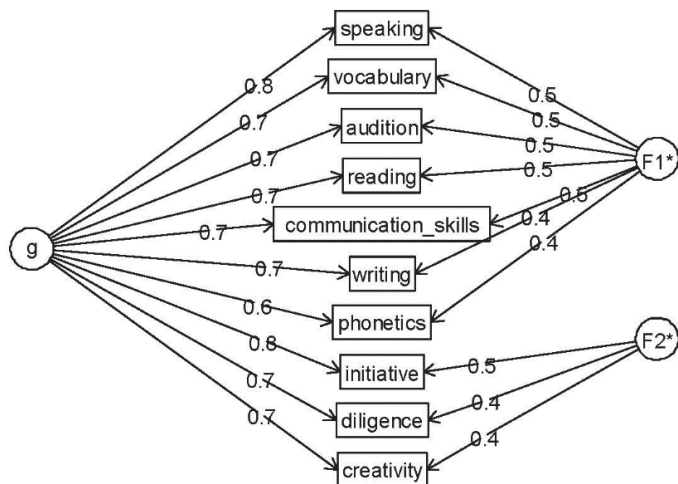 speaking
0.8
0.5
vocabulary
0.7
0.5
audition
0.7
0.5
F1*
reading
0.7
0.5
communication_skills
0.7
0.5
g
writing
0.7
0.4
phonetics
0.6
0.4
F2*
initiative
0.8
0.5
diligence
0.7
0.4
creativity
0.7
0.4